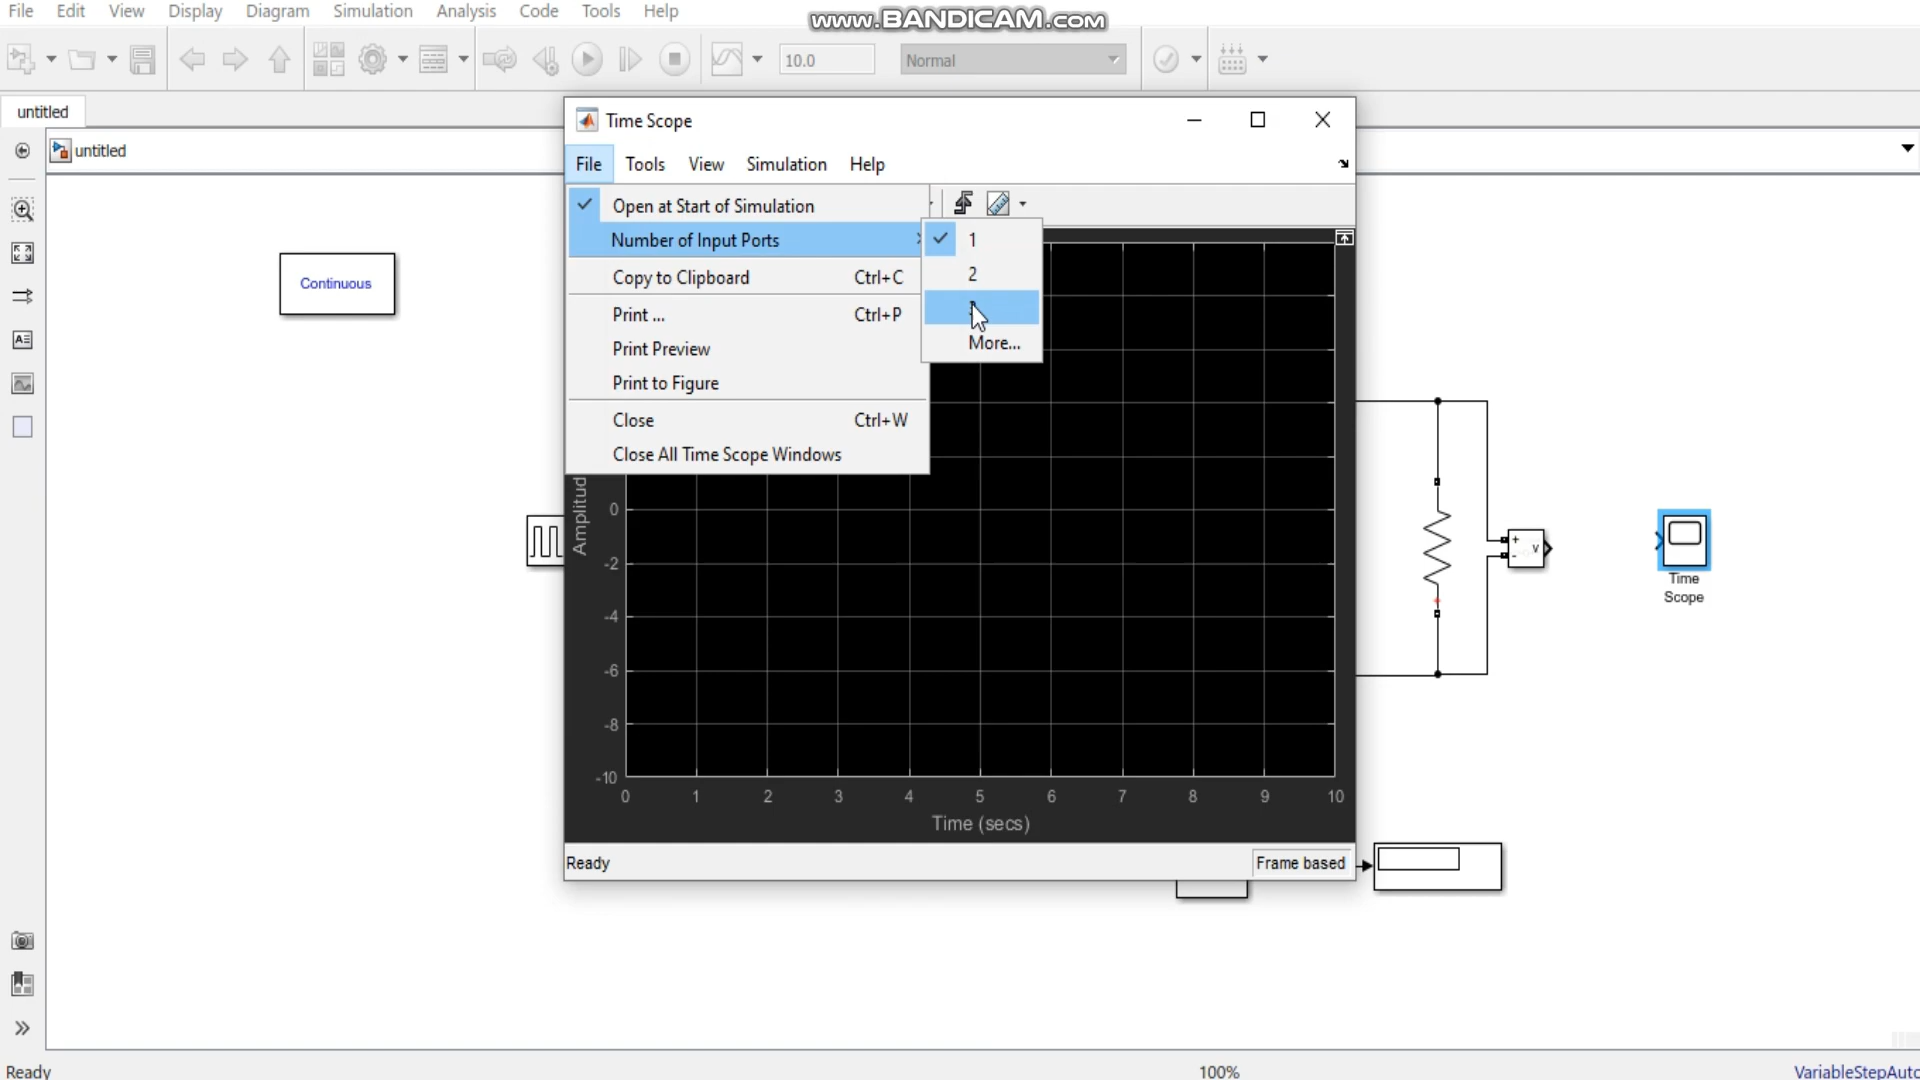 File Edit View Display Diagram Simulation Analysis Code Tools Help
www.BANDICAM.com
10.0
Normal
untitled
untitled
Time Scope
File Tools View Simulation Help
Open at Start of Simulation
Number of Input Ports
1
2
More...
Copy to Clipboard Ctrl+C
Print ... Ctrl+P
Print Preview
Print to Figure
Close Ctrl+W
Close All Time Scope Windows
Continuous
Amplitud
0
-2
-4
-6
-8
-10
0 1 2 3 4 5 6 7 8 9 10
Time (secs)
Ready
Frame based
+
v
-
Time
Scope
Ready
100%
VariableStepAuto